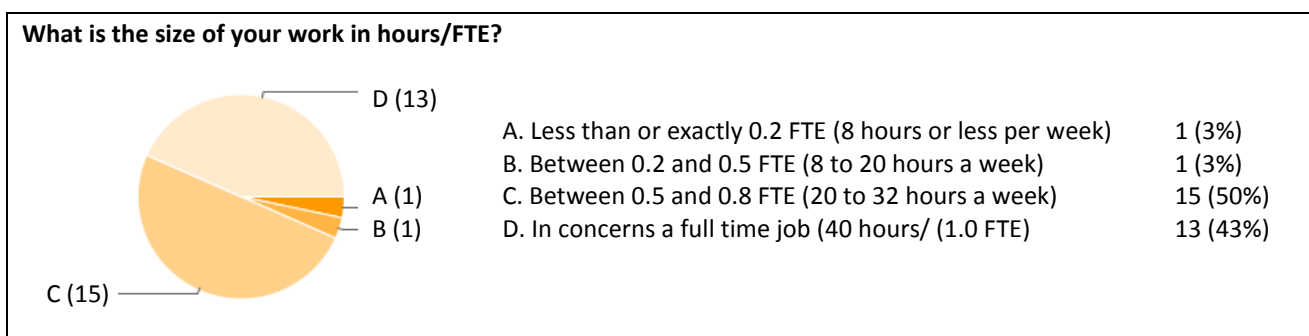 What is the size of your work in hours/FTE?
D (13)
A (1)
B (1)
C (15)
A. Less than or exactly 0.2 FTE (8 hours or less per week) 1 (3%)
B. Between 0.2 and 0.5 FTE (8 to 20 hours a week) 1 (3%)
C. Between 0.5 and 0.8 FTE (20 to 32 hours a week) 15 (50%)
D. In concerns a full time job (40 hours/ (1.0 FTE) 13 (43%)